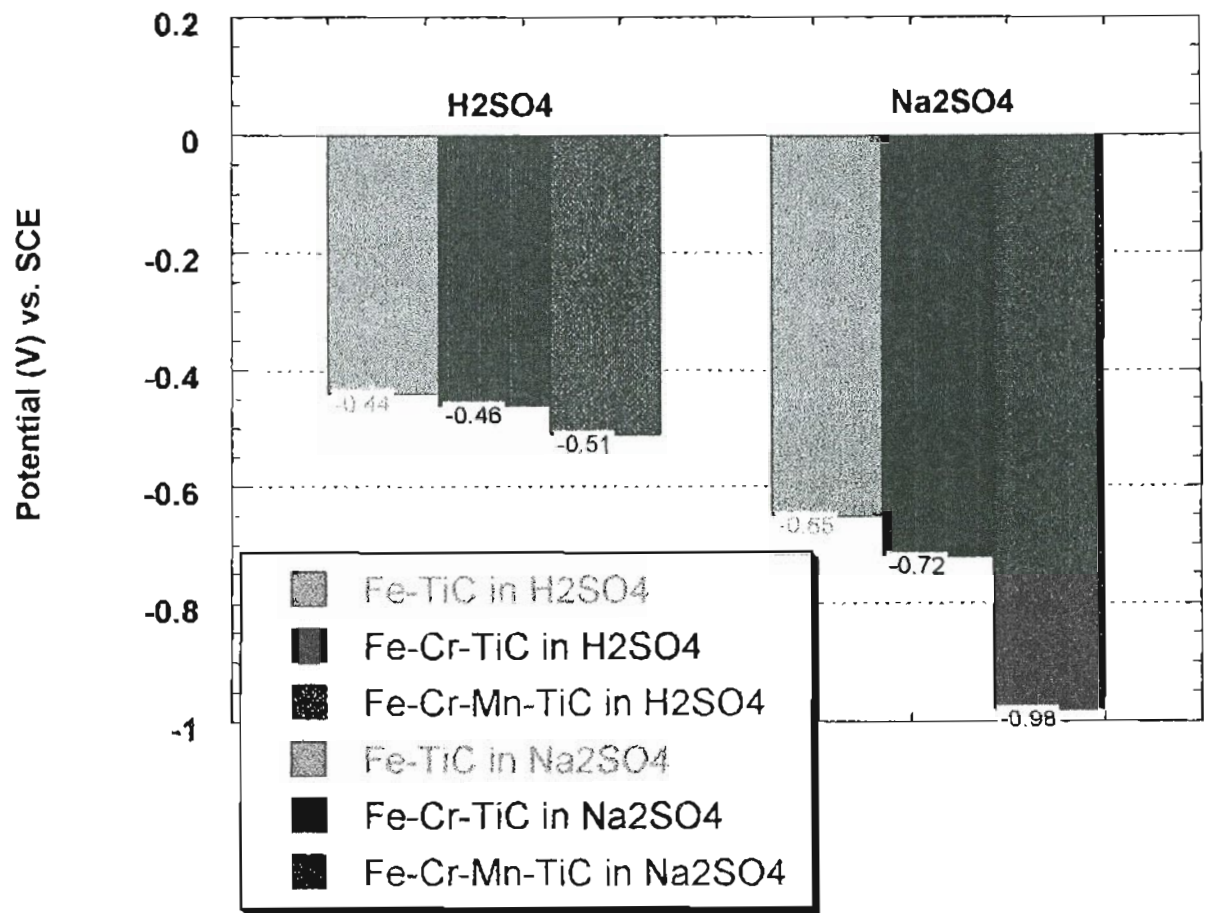 0.2
H2SO4
Na2SO4
0
-0.2
-0.4
-0.6
-0.8
-1
Potential (V) vs. SCE
-0.44
-0.46
-0.51
-0.65
-0.72
-0.98
Fe-TiC in H2SO4
Fe-Cr-TiC in H2SO4
Fe-Cr-Mn-TiC in H2SO4
Fe-TiC in Na2SO4
Fe-Cr-TiC in Na2SO4
Fe-Cr-Mn-TiC in Na2SO4